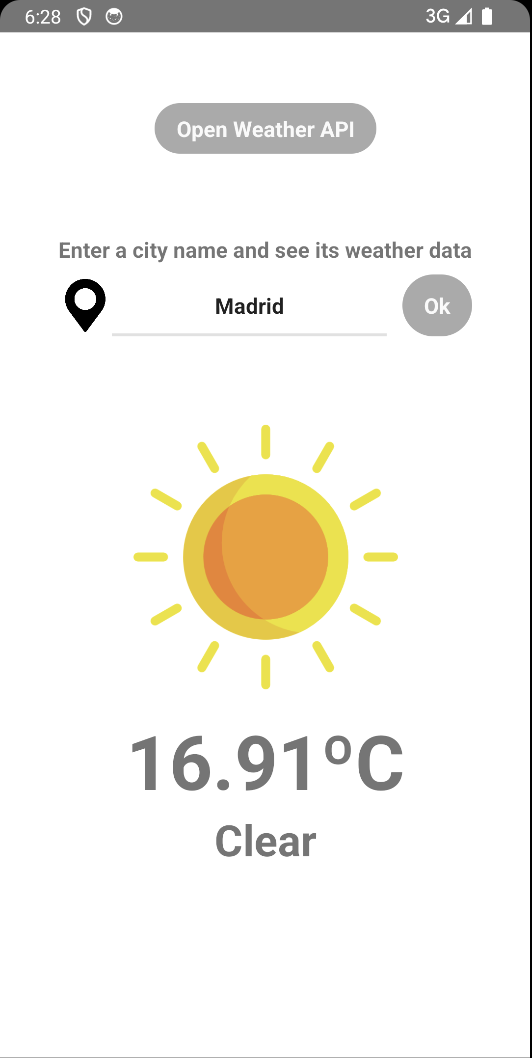 6:28 3G
Open Weather API
Enter a city name and see its weather data
Madrid Ok
16.91ºC
Clear